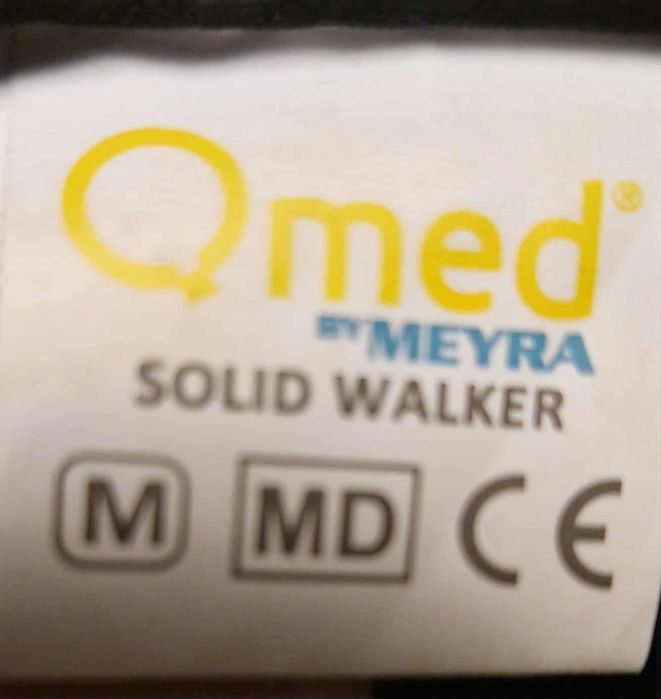 Qmed®
BY MEYRA
SOLID WALKER
M MD CE